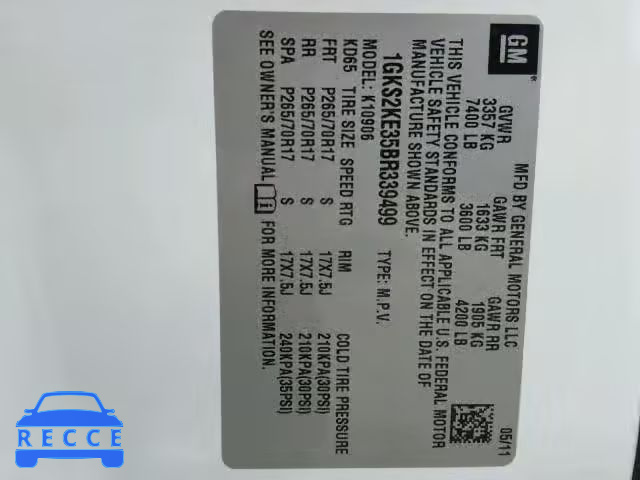 GM
MFD BY GENERAL MOTORS LLC
GVWR GAWR FRT GAWR RR
3357 KG 1633 KG 1905 KG
7400 LB 3600 LB 4200 LB
05/11
THIS VEHICLE CONFORMS TO ALL APPLICABLE U.S. FEDERAL MOTOR
VEHICLE SAFETY STANDARDS IN EFFECT ON THE DATE OF
MANUFACTURE SHOWN ABOVE.
1GKS2KE35BR339499 TYPE: M.P.V.
MODEL: K10906
KD65 TIRE SIZE SPEED RTG RIM COLD TIRE PRESSURE
FRT P265/70R17 S 17X7.5J 210KPA(30PSI)
RR P265/70R17 S 17X7.5J 210KPA(30PSI)
SPA P265/70R17 S 17X7.5J 240KPA(35PSI)
SEE OWNER'S MANUAL FOR MORE INFORMATION.
RECCE